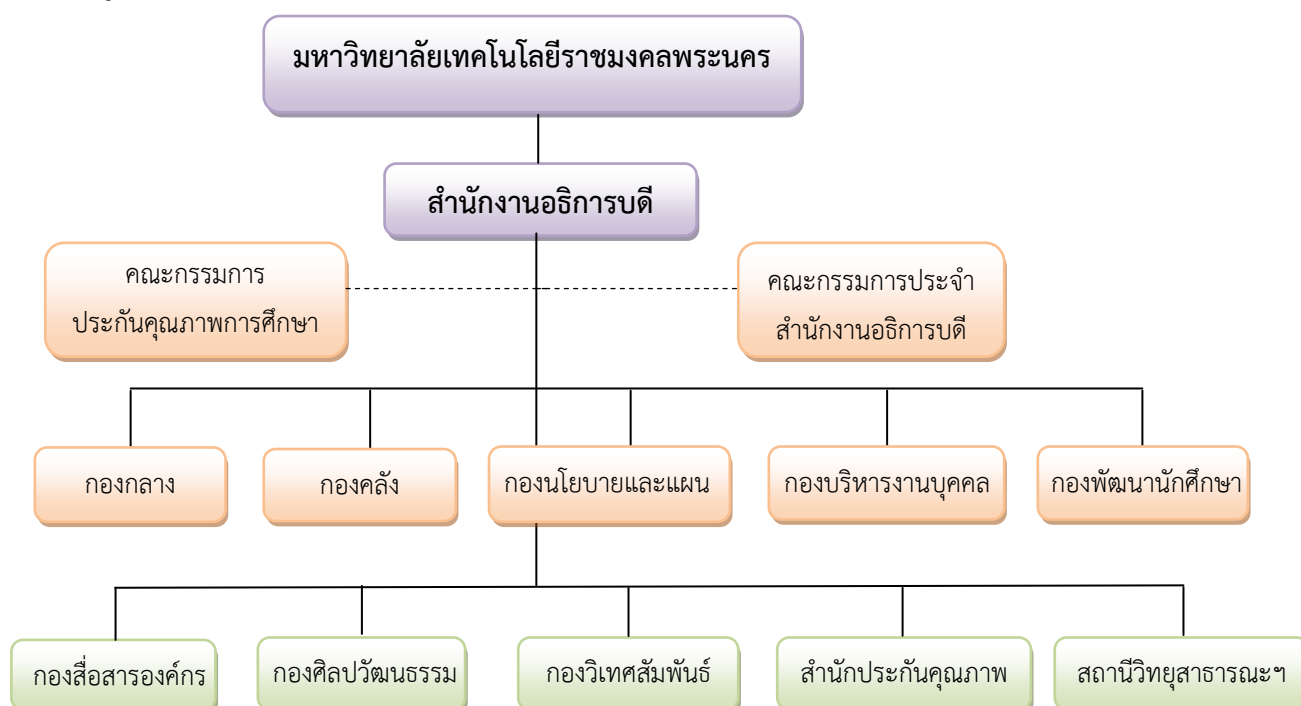 มหาวิทยาลัยเทคโนโลยีราชมงคลพระนคร
สำนักงานอธิการบดี
คณะกรรมการ
ประกันคุณภาพการศึกษา
คณะกรรมการประจำ
สำนักงานอธิการบดี
กองกลาง
กองคลัง
กองนโยบายและแผน
กองบริหารงานบุคคล
กองพัฒนานักศึกษา
กองสื่อสารองค์กร
กองศิลปวัฒนธรรม
กองวิเทศสัมพันธ์
สำนักประกันคุณภาพ
สถานีวิทยุสาธารณะฯ